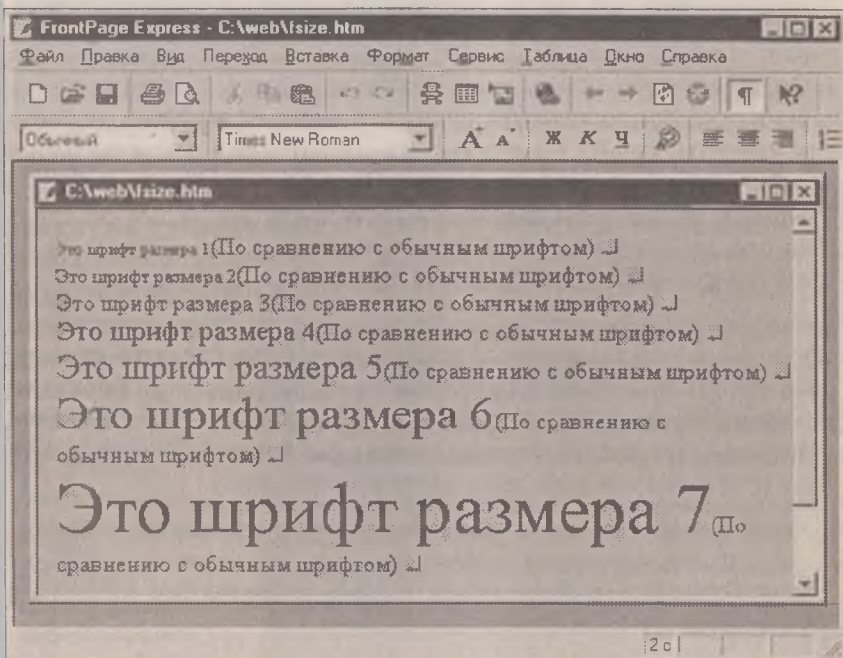 FrontPage Express - C:\web\fsize.htm
Файл Правка Вид Переход Вставка Формат Сервис Таблица Окно Справка
Обычный Times New Roman А А Ж К Ч
C:\web\fsize.htm
Это шрифт размера 1(По сравнению с обычным шрифтом)
Это шрифт размера 2(По сравнению с обычным шрифтом)
Это шрифт размера 3(По сравнению с обычным шрифтом)
Это шрифт размера 4(По сравнению с обычным шрифтом)
Это шрифт размера 5(По сравнению с обычным шрифтом)
Это шрифт размера 6(По сравнению с
обычным шрифтом)
Это шрифт размера 7(По
сравнению с обычным шрифтом)
2 с